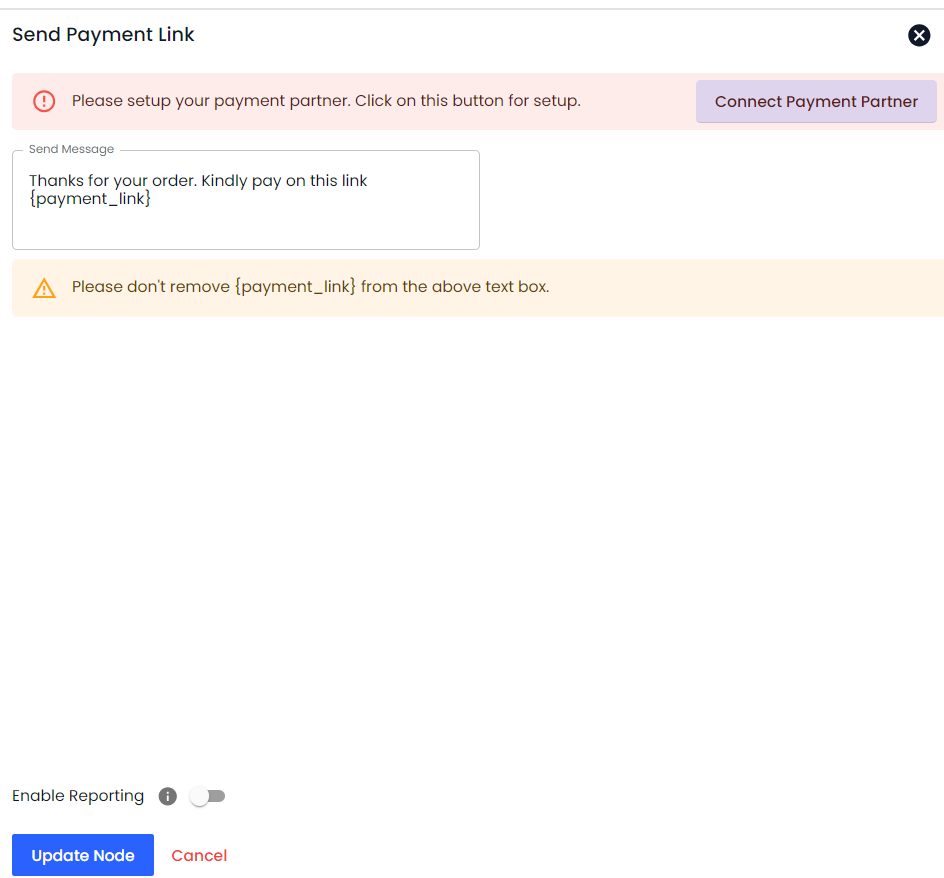 Send Payment Link
Please setup your payment partner. Click on this button for setup.
Connect Payment Partner
Send Message
Thanks for your order. Kindly pay on this link
{payment_link}
Please don't remove {payment_link} from the above text box.
Enable Reporting
Update Node
Cancel